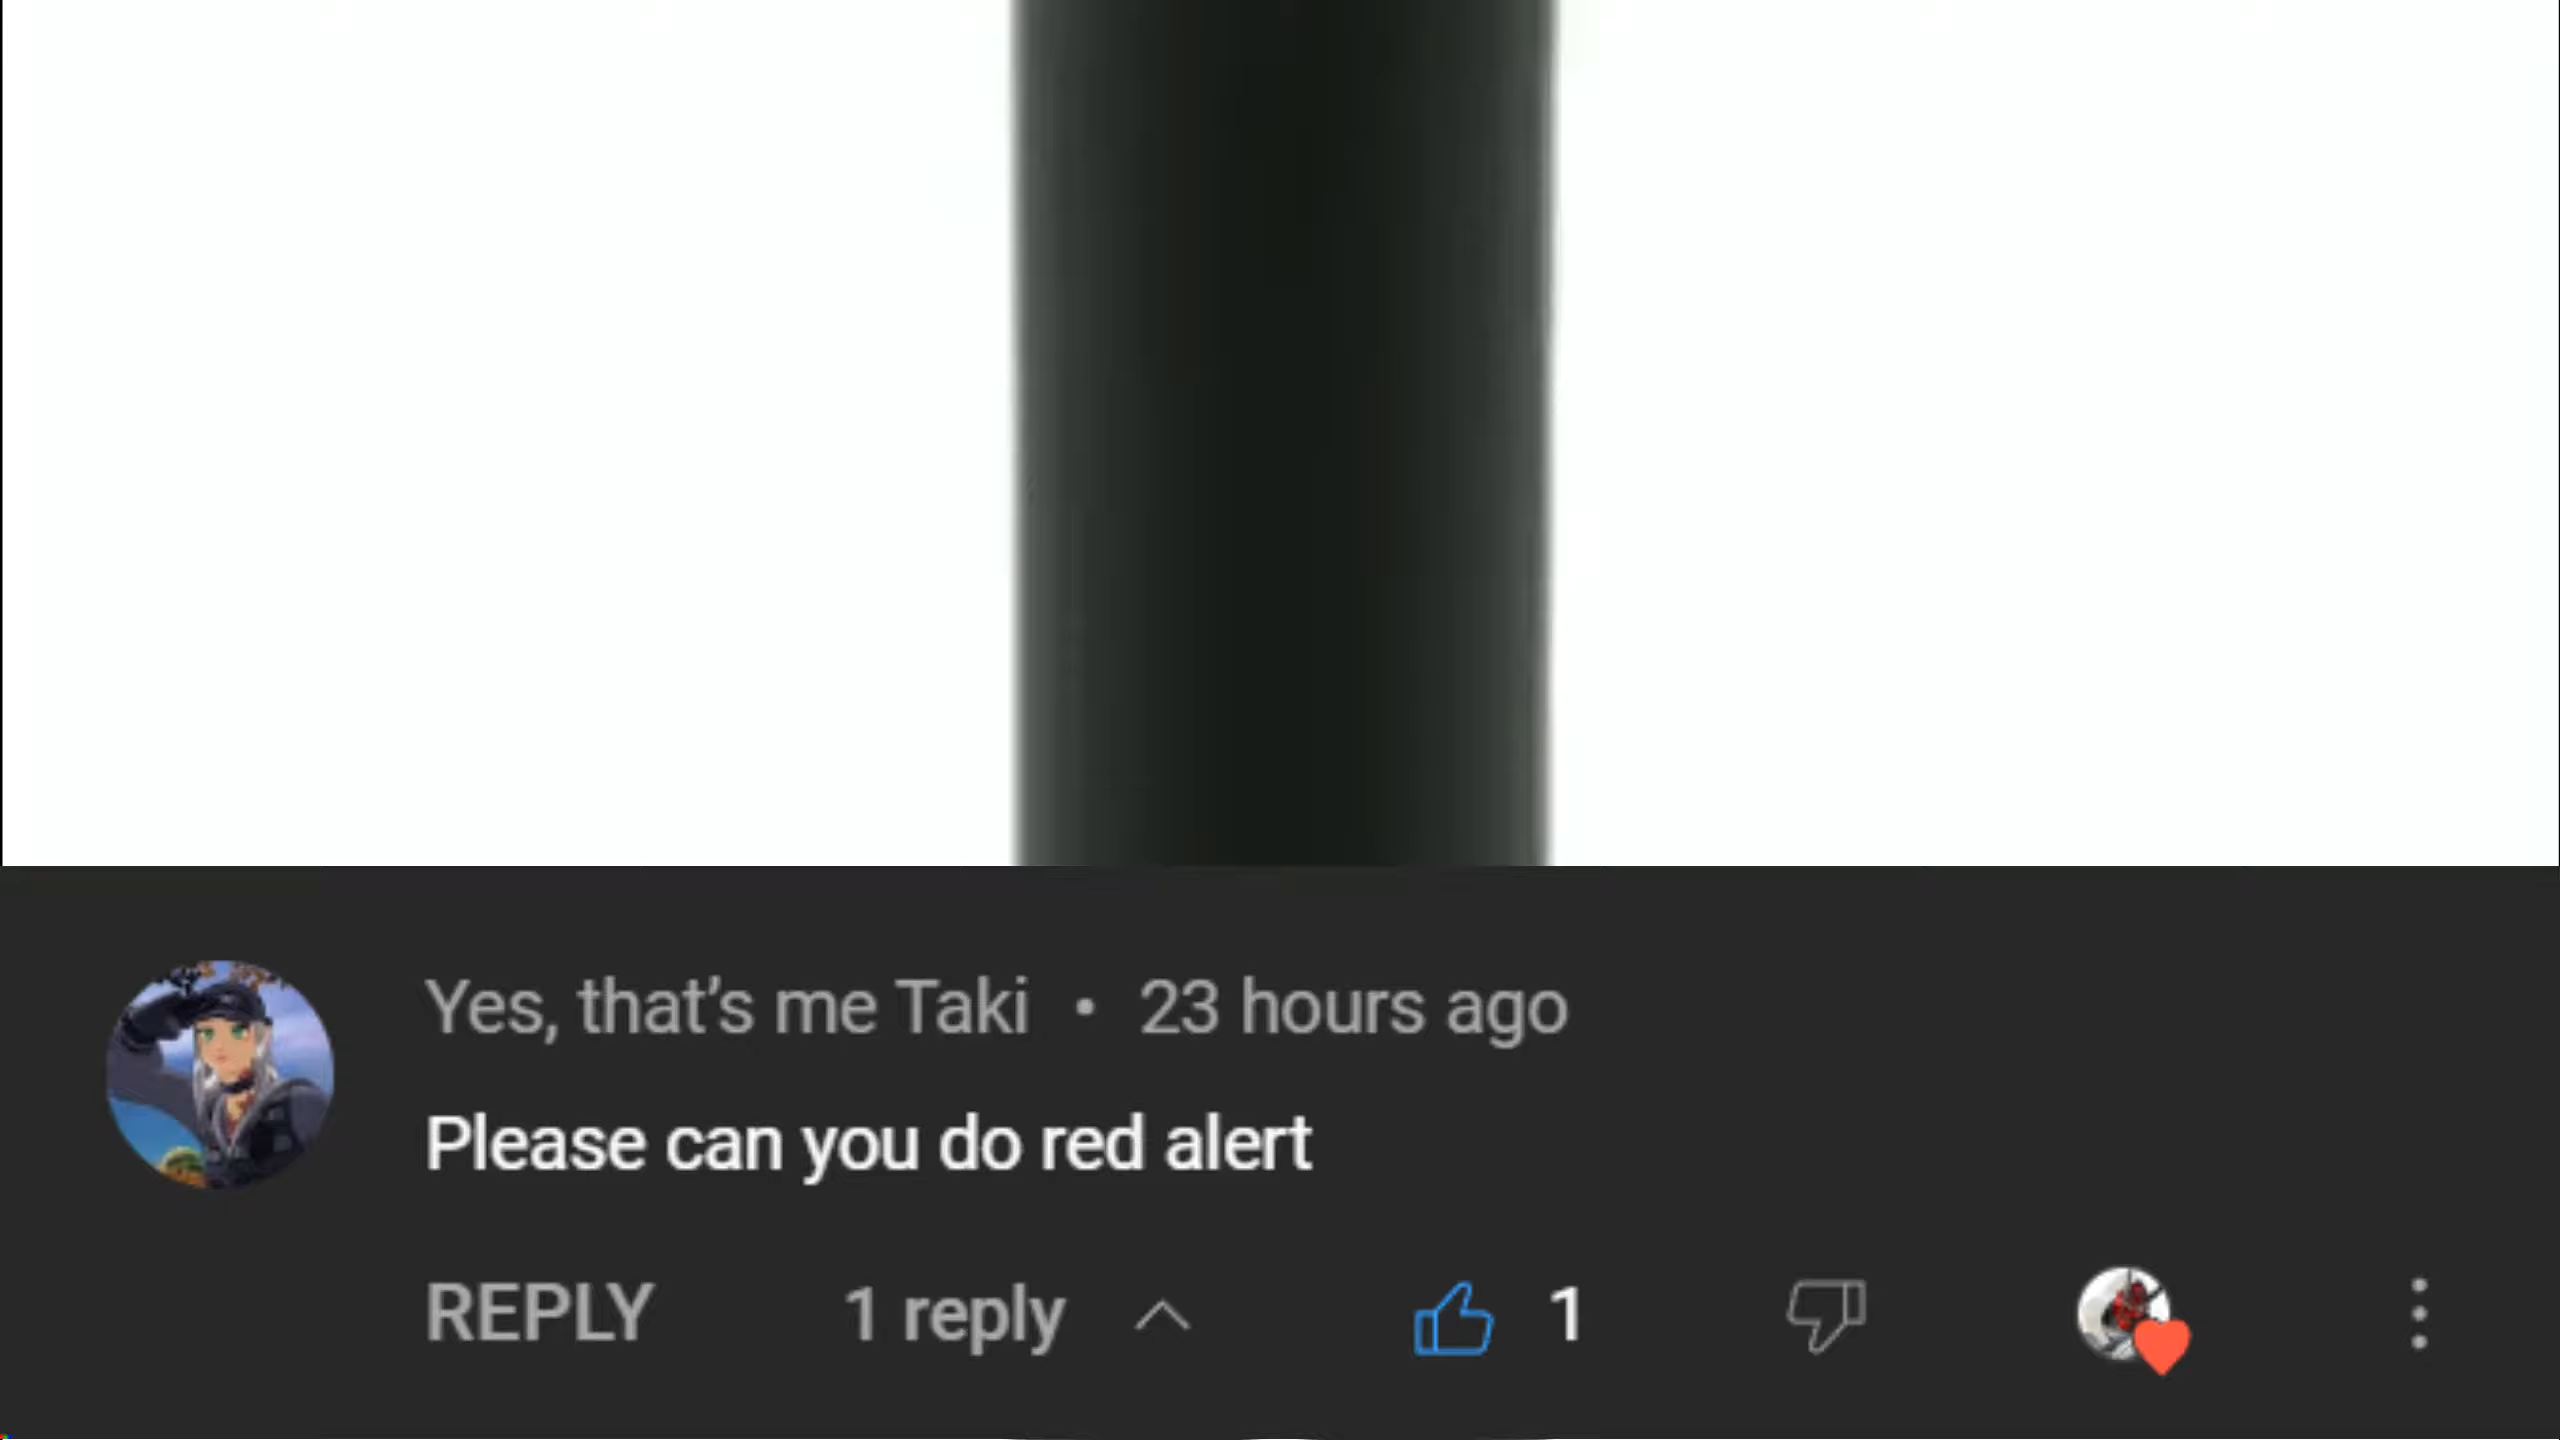 Yes, that's me Taki • 23 hours ago
Please can you do red alert
REPLY 1 reply 1